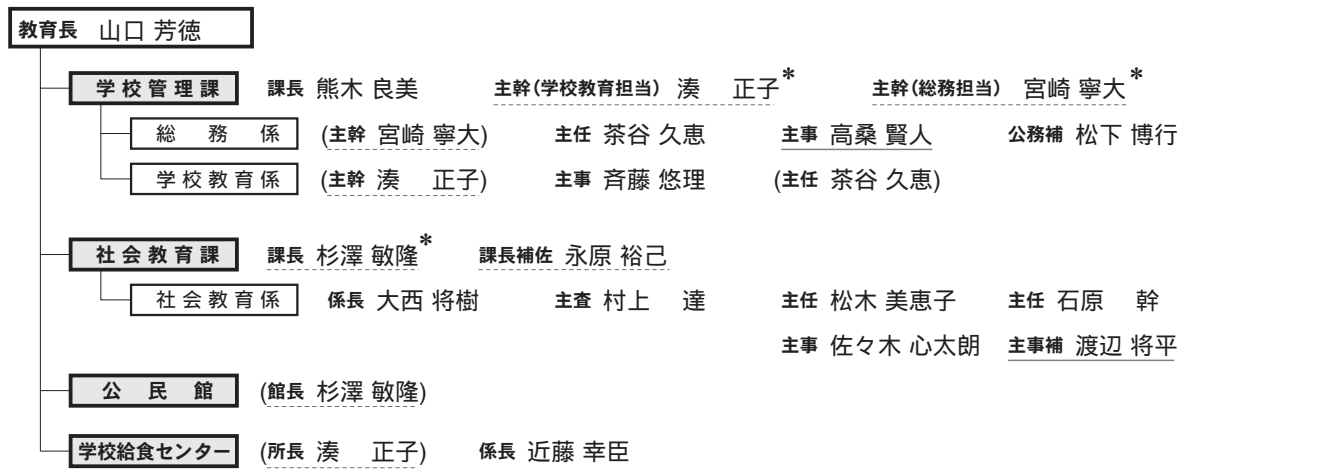 教育長 山口 芳徳
学校管理課 課長 熊木 良美 主幹(学校教育担当) 湊 正子* 主幹(総務担当) 宮崎 寧大*
総務係 (主幹 宮崎 寧大) 主任 茶谷 久恵 主事 高桑 賢人 公務補 松下 博行
学校教育係 (主幹 湊 正子) 主事 斉藤 悠理 (主任 茶谷 久恵)
社会教育課 課長 杉澤 敏隆* 課長補佐 永原 裕己
社会教育係 係長 大西 将樹 主査 村上 達 主任 松木 美恵子 主任 石原 幹
主事 佐々木 心太朗 主事補 渡辺 将平
公民館 (館長 杉澤 敏隆)
学校給食センター (所長 湊 正子) 係長 近藤 幸臣